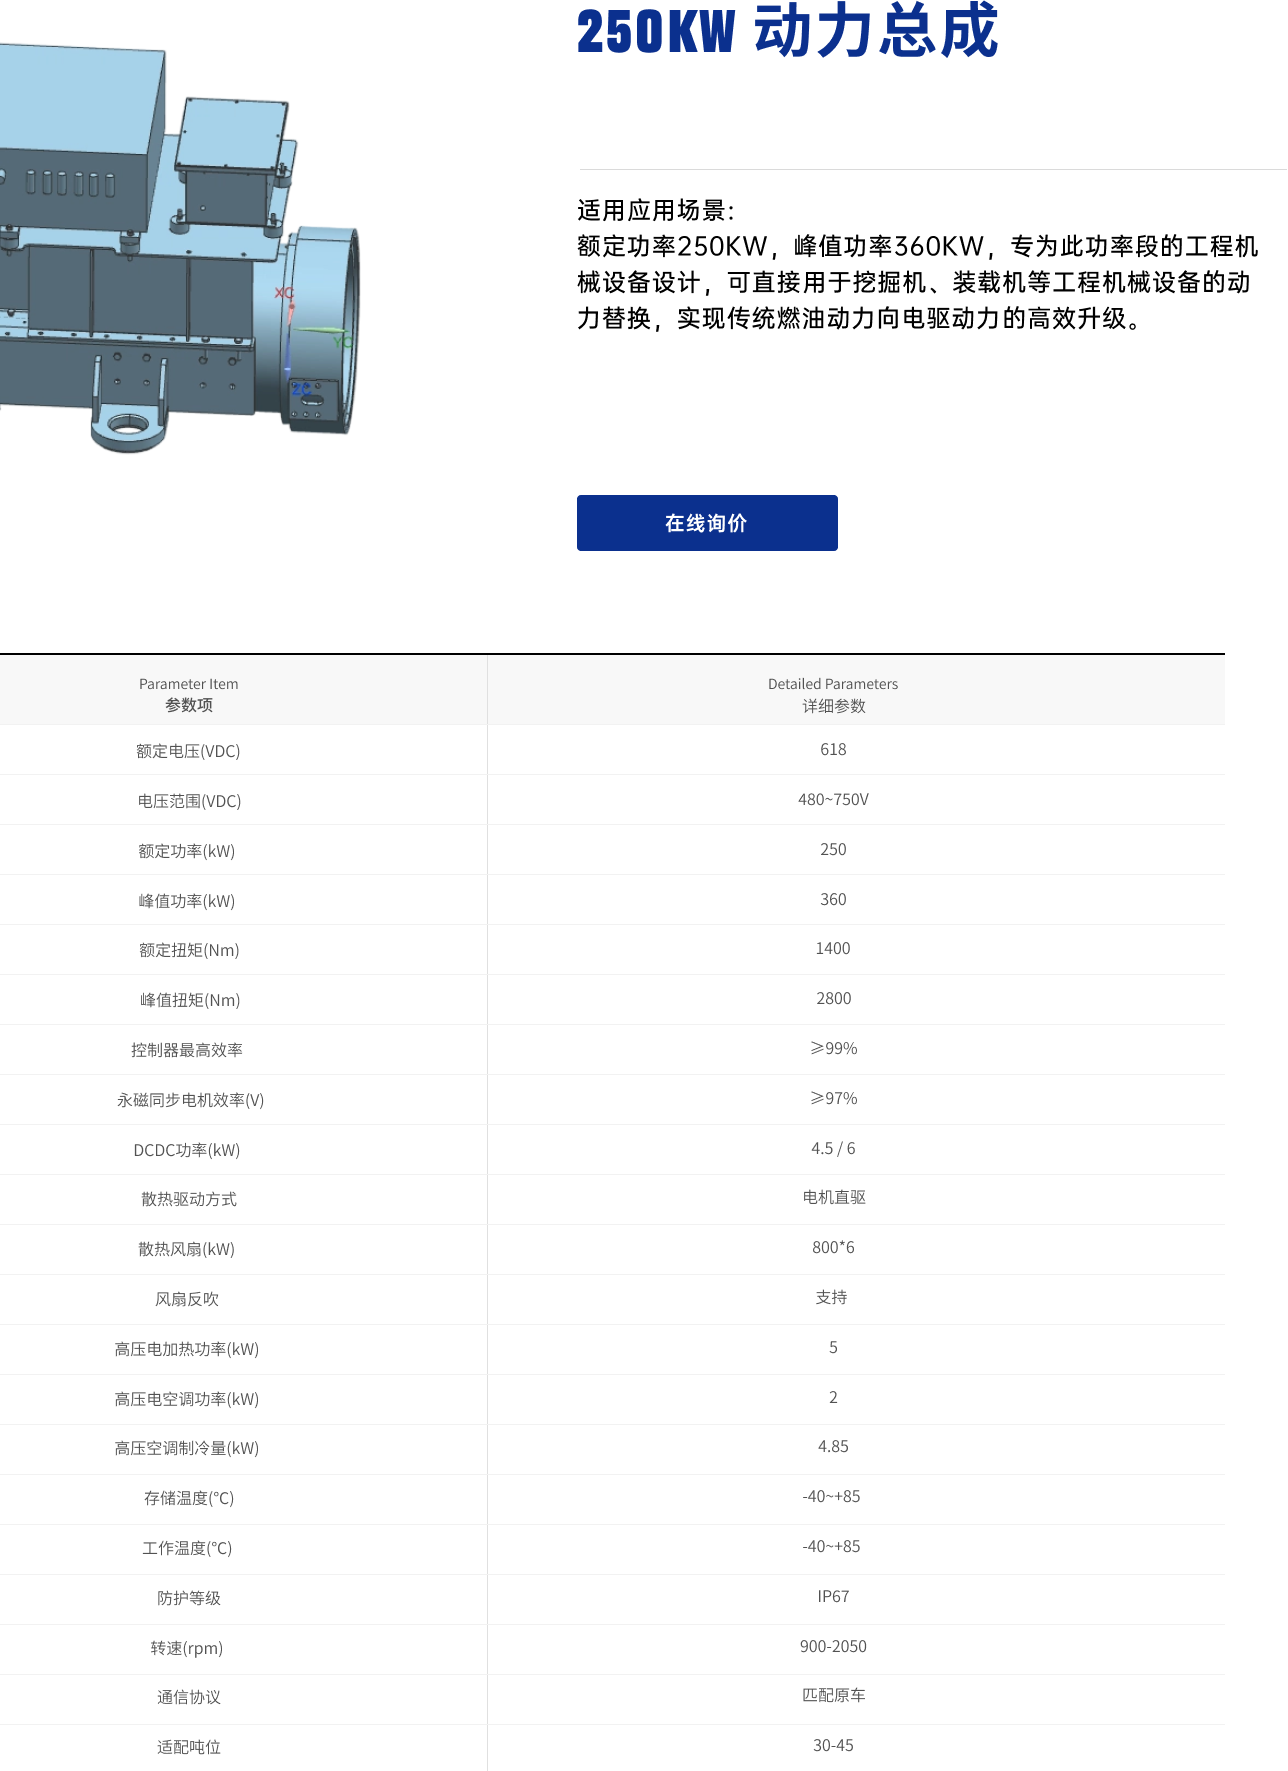 250KW 动力总成
适用应用场景：
额定功率250KW，峰值功率360KW，专为此功率段的工程机
械设备设计，可直接用于挖掘机、装载机等工程机械设备的动
力替换，实现传统燃油动力向电驱动力的高效升级。
XC
YC
ZC
在线询价
Parameter Item
Detailed Parameters
参数项
详细参数
额定电压(VDC)
618
电压范围(VDC)
480~750V
额定功率(kW)
250
峰值功率(kW)
360
额定扭矩(Nm)
1400
峰值扭矩(Nm)
2800
控制器最高效率
≥99%
永磁同步电机效率(V)
≥97%
DCDC功率(kW)
4.5 / 6
散热驱动方式
电机直驱
散热风扇(kW)
800*6
风扇反吹
支持
高压电加热功率(kW)
5
高压电空调功率(kW)
2
高压空调制冷量(kW)
4.85
存储温度(℃)
-40~+85
工作温度(℃)
-40~+85
防护等级
IP67
转速(rpm)
900-2050
通信协议
匹配原车
适配吨位
30-45